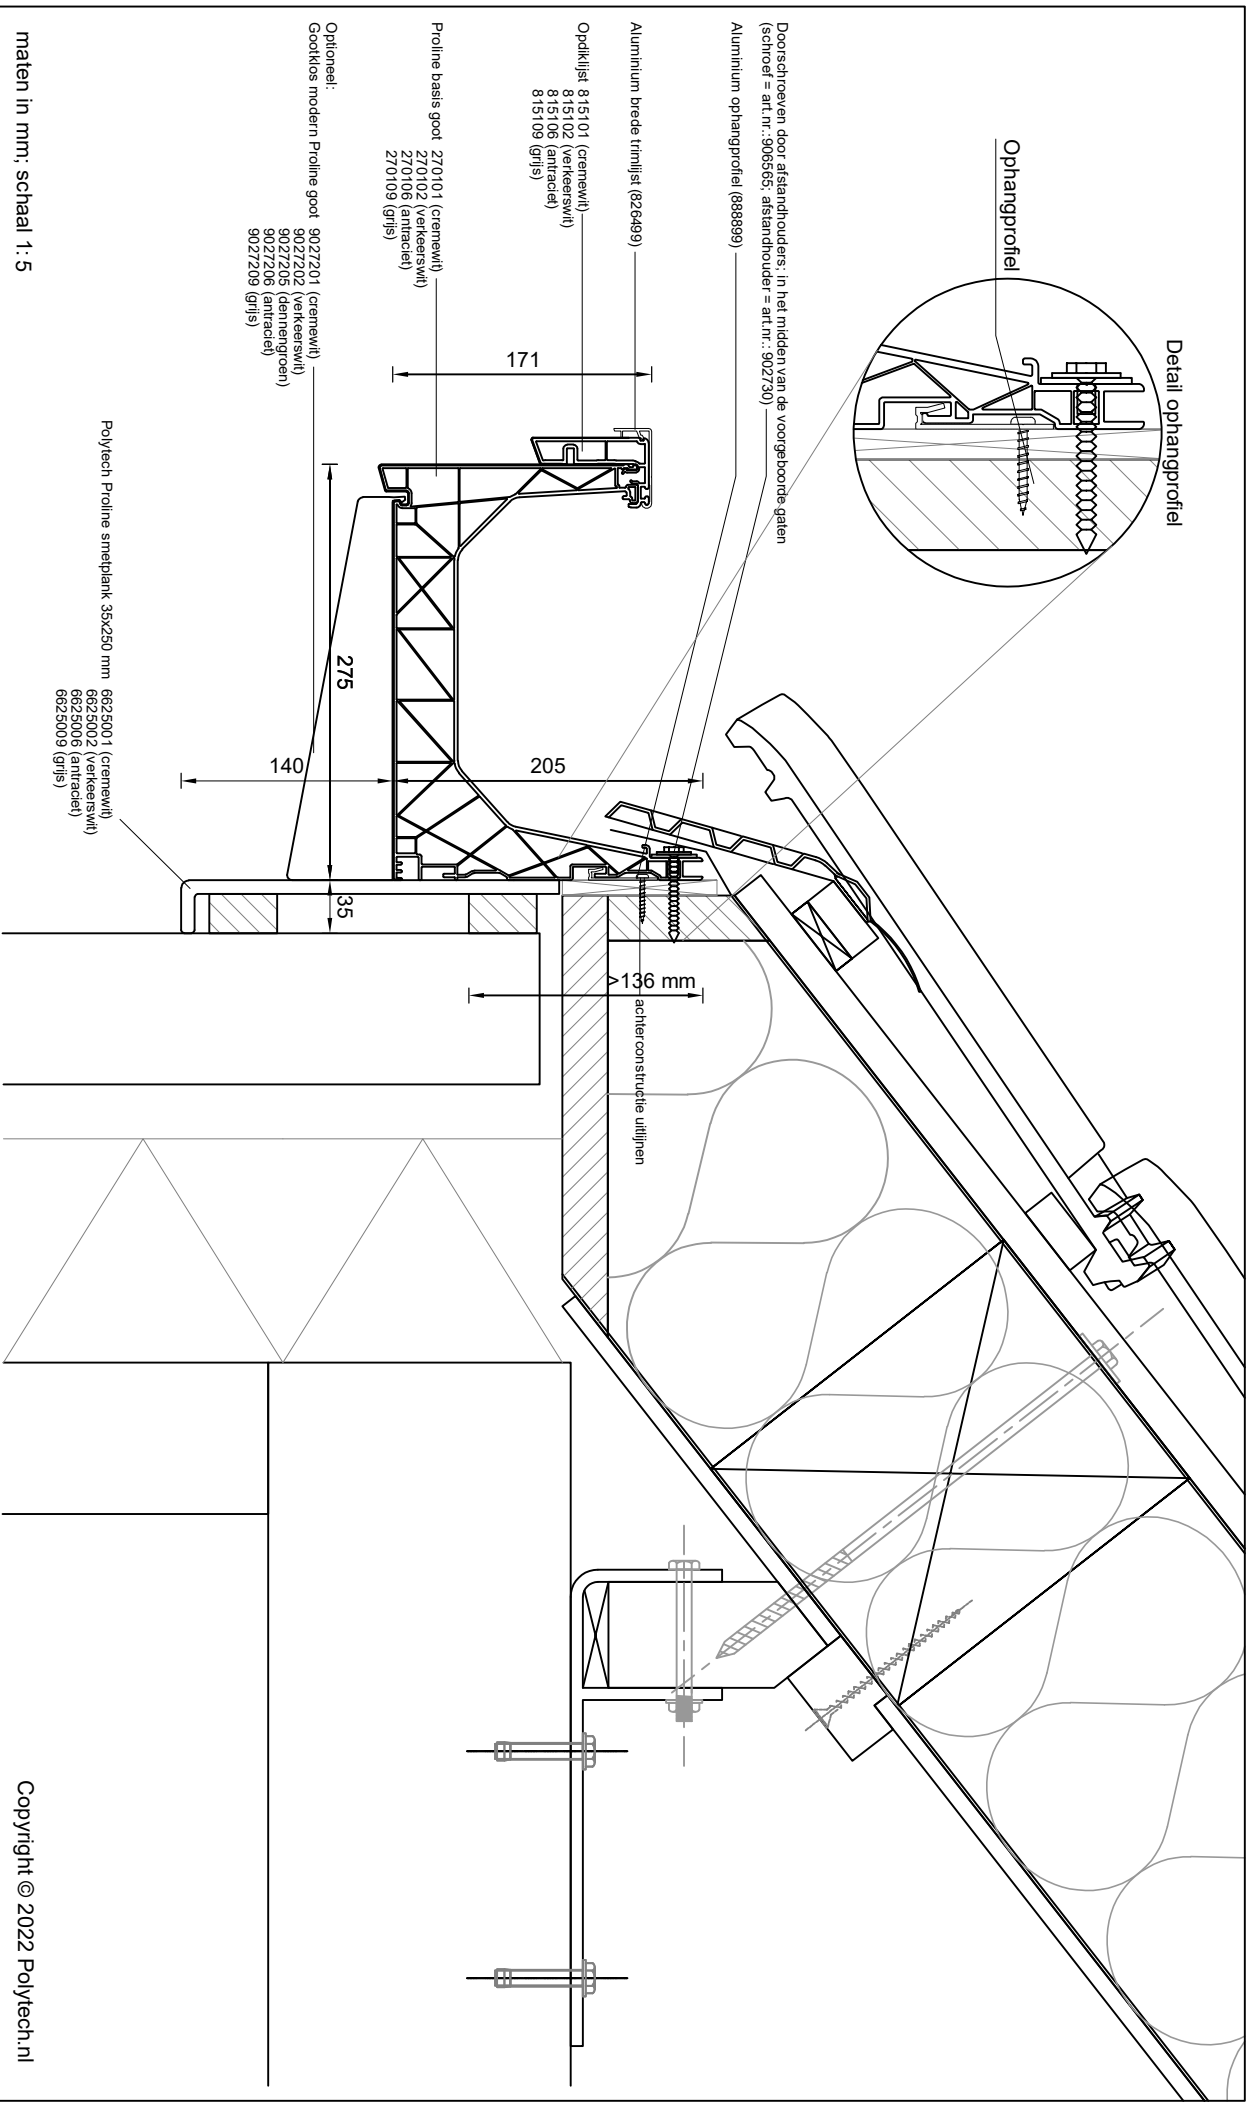 Detail ophangprofiel
Ophangprofiel
Doorschroeven door afstandhouders; in het midden van de voorgeboorde gaten
(schroef = art.nr.:906565; afstandhouder = art.nr.: 902730)
Aluminium ophangprofiel (888899)
Aluminium brede trimlijst (826499)
Opdiklijst 815101 (cremewit)
815102 (verkeerswit)
815106 (antraciet)
815109 (grijs)
Proline basis goot 270101 (cremewit)
270102 (verkeerswit)
270106 (antraciet)
270109 (grijs)
Optioneel:
Gootklos modern Proline goot 9027201 (cremewit)
9027202 (verkeerswit)
9027205 (dennengroen)
9027206 (antraciet)
9027209 (grijs)
Polytech Proline smetplank 35x250 mm 6625001 (cremewit)
6625002 (verkeerswit)
6625006 (antraciet)
6625009 (grijs)
171
275
140
205
35
>136 mm
achterconstructie uitlijnen
maten in mm; schaal 1: 5
Copyright © 2022 Polytech.nl